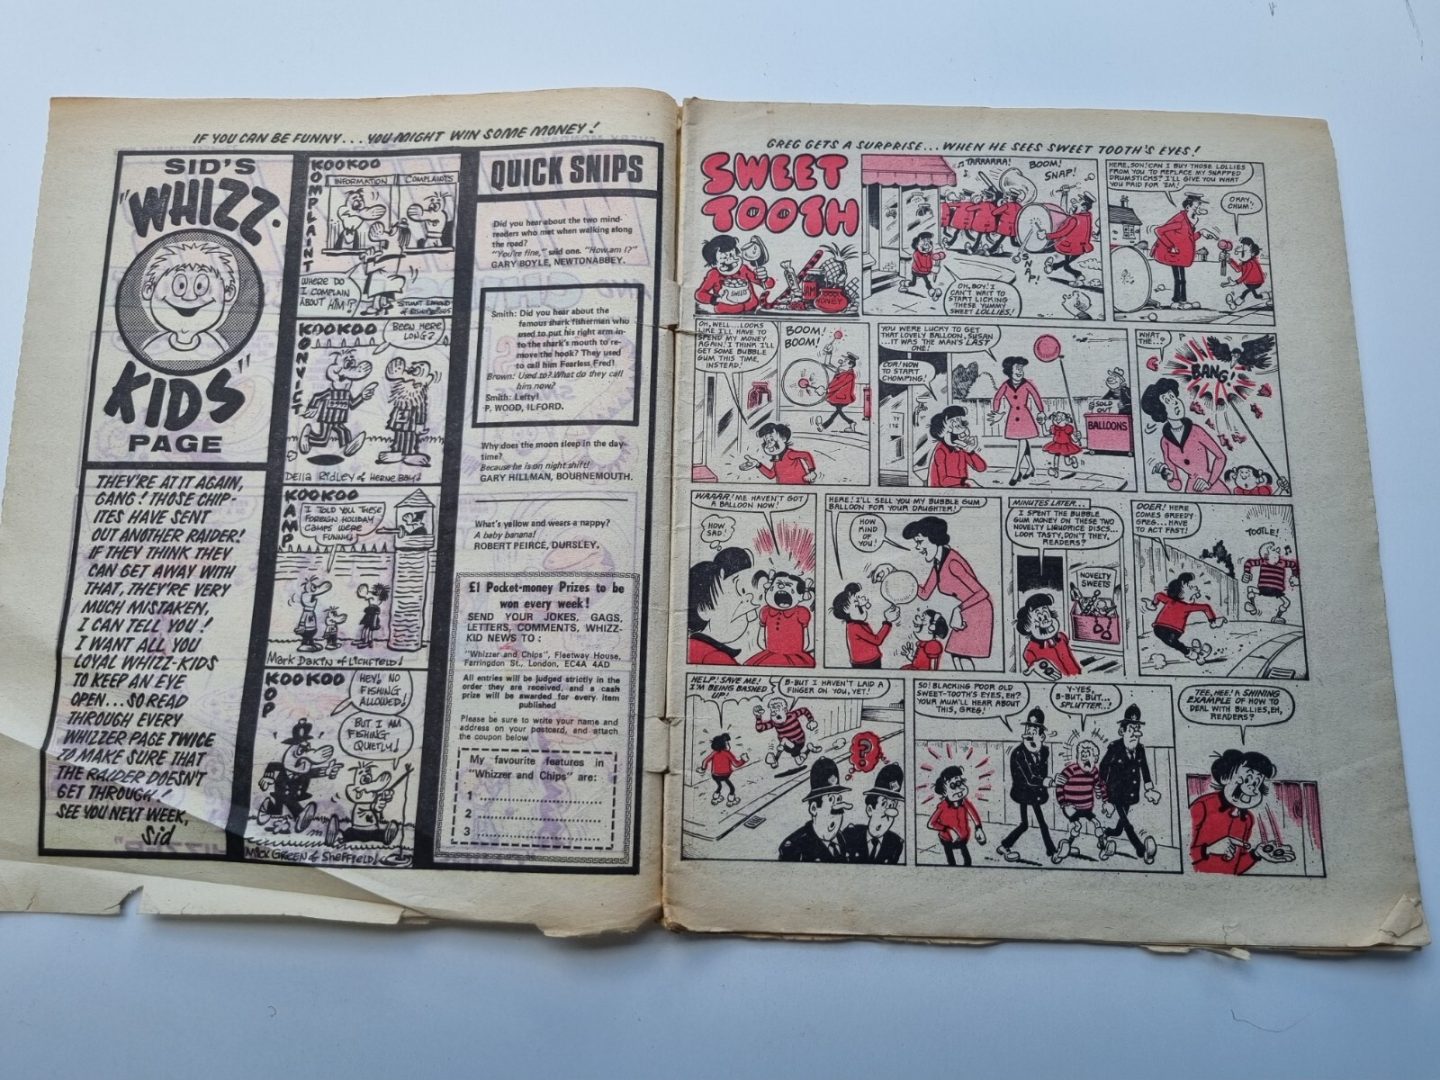 IF YOU CAN BE FUNNY... YOU MIGHT WIN SOME MONEY!
SID'S
"WHIZZ-
KIDS"
PAGE
THEY'RE AT IT AGAIN,
GANG! THOSE CHIP-
ITES HAVE SENT
OUT ANOTHER RAIDER!
IF THEY THINK THEY
CAN GET AWAY WITH
THAT, THEY'RE VERY
MUCH MISTAKEN,
I CAN TELL YOU!
I WANT ALL YOU
LOYAL WHIZZ-KIDS
TO KEEP AN EYE
OPEN... SO READ
THROUGH EVERY
WHIZZER PAGE TWICE
TO MAKE SURE THAT
THE RAIDER DOESN'T
GET THROUGH!
SEE YOU NEXT WEEK,
Sid
KOOKOO
KOMPLAINT
INFORMATION
COMPLAINTS
WHERE DO
I COMPLAIN
ABOUT HIM!?
STUART
KOOKOO
KONVICT
BEEN HERE
LONG?
Della Ridley of Herne Bay!
KOOKOO
KAMP
I TOLD YOU THESE
FOREIGN HOLIDAY
CAMPS WERE
FUNNY!
Mark Dakin of Lichfield!
KOOKOO
KOP
HEY! NO
FISHING
ALLOWED!
BUT I AM
FISHING
QUIETLY!
Mick Green of Sheffield!
QUICK SNIPS
Did you hear about the two mind-
readers who met when walking along
the road?
"You're fine," said one. "How am I?"
GARY BOYLE, NEWTONABBEY.
Smith: Did you hear about the
famous shark fisherman who
used to put his right arm in-
to the shark's mouth to re-
move the hook? They used
to call him Fearless Fred!
Brown: Used to? What do they call
him now?
Smith: Lefty!
P. WOOD, ILFORD.
Why does the moon sleep in the day-
time?
Because he is on night shift!
GARY HILLMAN, BOURNEMOUTH.
What's yellow and wears a nappy?
A baby banana!
ROBERT PEIRCE, DURSLEY.
£1 Pocket-money Prizes to be
won every week!
SEND YOUR JOKES, GAGS,
LETTERS, COMMENTS, WHIZZ-
KID NEWS TO:
"Whizzer and Chips", Fleetway House,
Farringdon St., London, EC4A 4AD
All entries will be judged strictly in the
order they are received, and a cash
prize will be awarded for every item
published
Please be sure to write your name and
address on your postcard, and attach
the coupon below
My favourite features in
"Whizzer and Chips" are:
1
2
3
GREG GETS A SURPRISE... WHEN HE SEES SWEET TOOTH'S EYES!
SWEET
TOOTH
SWEETS
MONEY
TARRARRA!
BOOM!
SNAP!
SNAP!
OH, BOY! I
CAN'T WAIT TO
START LICKING
THESE YUMMY
SWEET LOLLIES!
HERE, SON! CAN I BUY THOSE LOLLIES
FROM YOU TO REPLACE MY SNAPPED
DRUMSTICKS? I'LL GIVE YOU WHAT
YOU PAID FOR 'EM!
OKAY,
CHUM!
OH, WELL... LOOKS
LIKE I'LL HAVE TO
SPEND MY MONEY
AGAIN! I THINK I'LL
GET SOME BUBBLE
GUM THIS TIME,
INSTEAD!
BOOM!
BOOM!
YOU WERE LUCKY TO GET
THAT LOVELY BALLOON, SUSAN
...IT WAS THE MAN'S LAST
ONE!
COR! NOW
TO START
CHOMPING!
SOLD
OUT
BALLOONS
WHAT
THE..?
BANG!
WAAAH! ME HAVEN'T GOT
A BALLOON NOW!
HOW
SAD!
HERE! I'LL SELL YOU MY BUBBLE GUM
BALLOON FOR YOUR DAUGHTER!
HOW
KIND
OF YOU!
MINUTES LATER...
I SPENT THE BUBBLE
GUM MONEY ON THESE TWO
NOVELTY LIQUORICE DISCS...
LOOK TASTY, DON'T THEY,
READERS?
NOVELTY
SWEETS
OOER! HERE
COMES GREEDY
GREG... HAVE
TO ACT FAST!
TOOTLE!
HELP! SAVE ME!
I'M BEING BASHED
UP!
B-BUT I HAVEN'T LAID A
FINGER ON YOU, YET!
?
SO! BLACKING POOR OLD
SWEET-TOOTH'S EYES, EH?
YOUR MUM'LL HEAR ABOUT
THIS, GREG!
Y-YES,
B-BUT, BUT...
SPLUTTER..!
TEE, HEE! A SHINING
EXAMPLE OF HOW TO
DEAL WITH BULLIES, EH,
READERS?